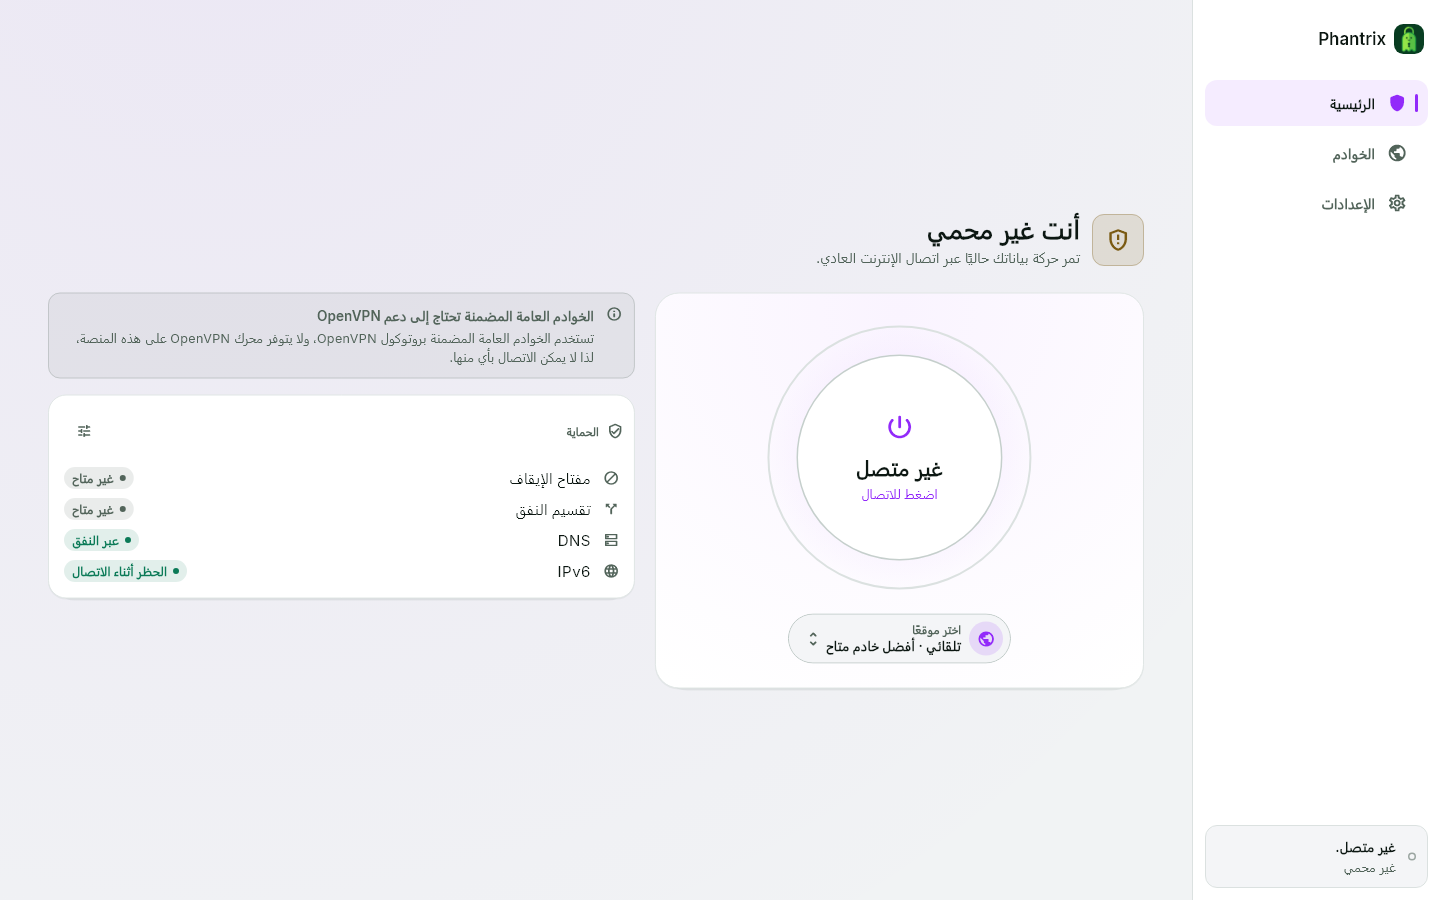 Phantrix
الرئيسية
الخوادم
الإعدادات
أنت غير محمي
تمر حركة بياناتك حاليًا عبر اتصال الإنترنت العادي.
غير متصل
اضغط للاتصال
اختر موقعًا
تلقائي · أفضل خادم متاح
الخوادم العامة المضمنة تحتاج إلى دعم OpenVPN
تستخدم الخوادم العامة المضمنة بروتوكول OpenVPN، ولا يتوفر محرك OpenVPN على هذه المنصة،
لذا لا يمكن الاتصال بأي منها.
الحماية
مفتاح الإيقاف غير متاح
تقسيم النفق غير متاح
DNS عبر النفق
IPv6 الحظر أثناء الاتصال
غير متصل.
غير محمي